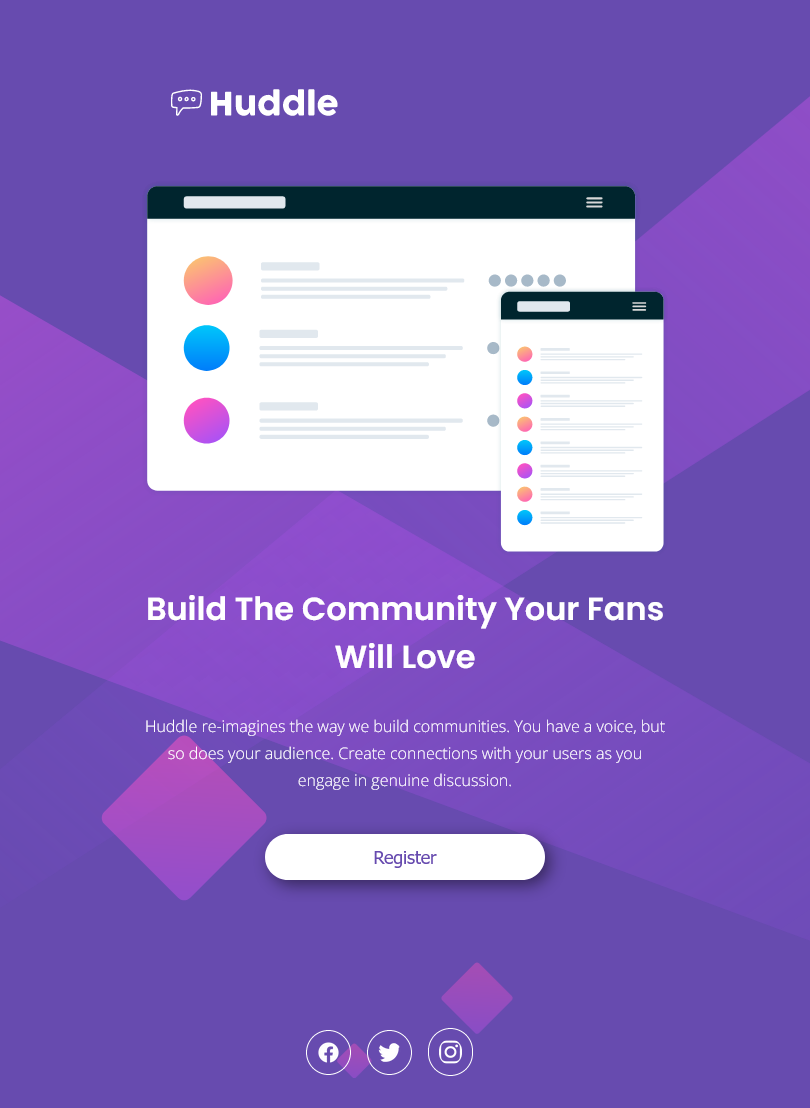 Huddle
Build The Community Your Fans
Will Love
Huddle re-imagines the way we build communities. You have a voice, but
so does your audience. Create connections with your users as you
engage in genuine discussion.
Register